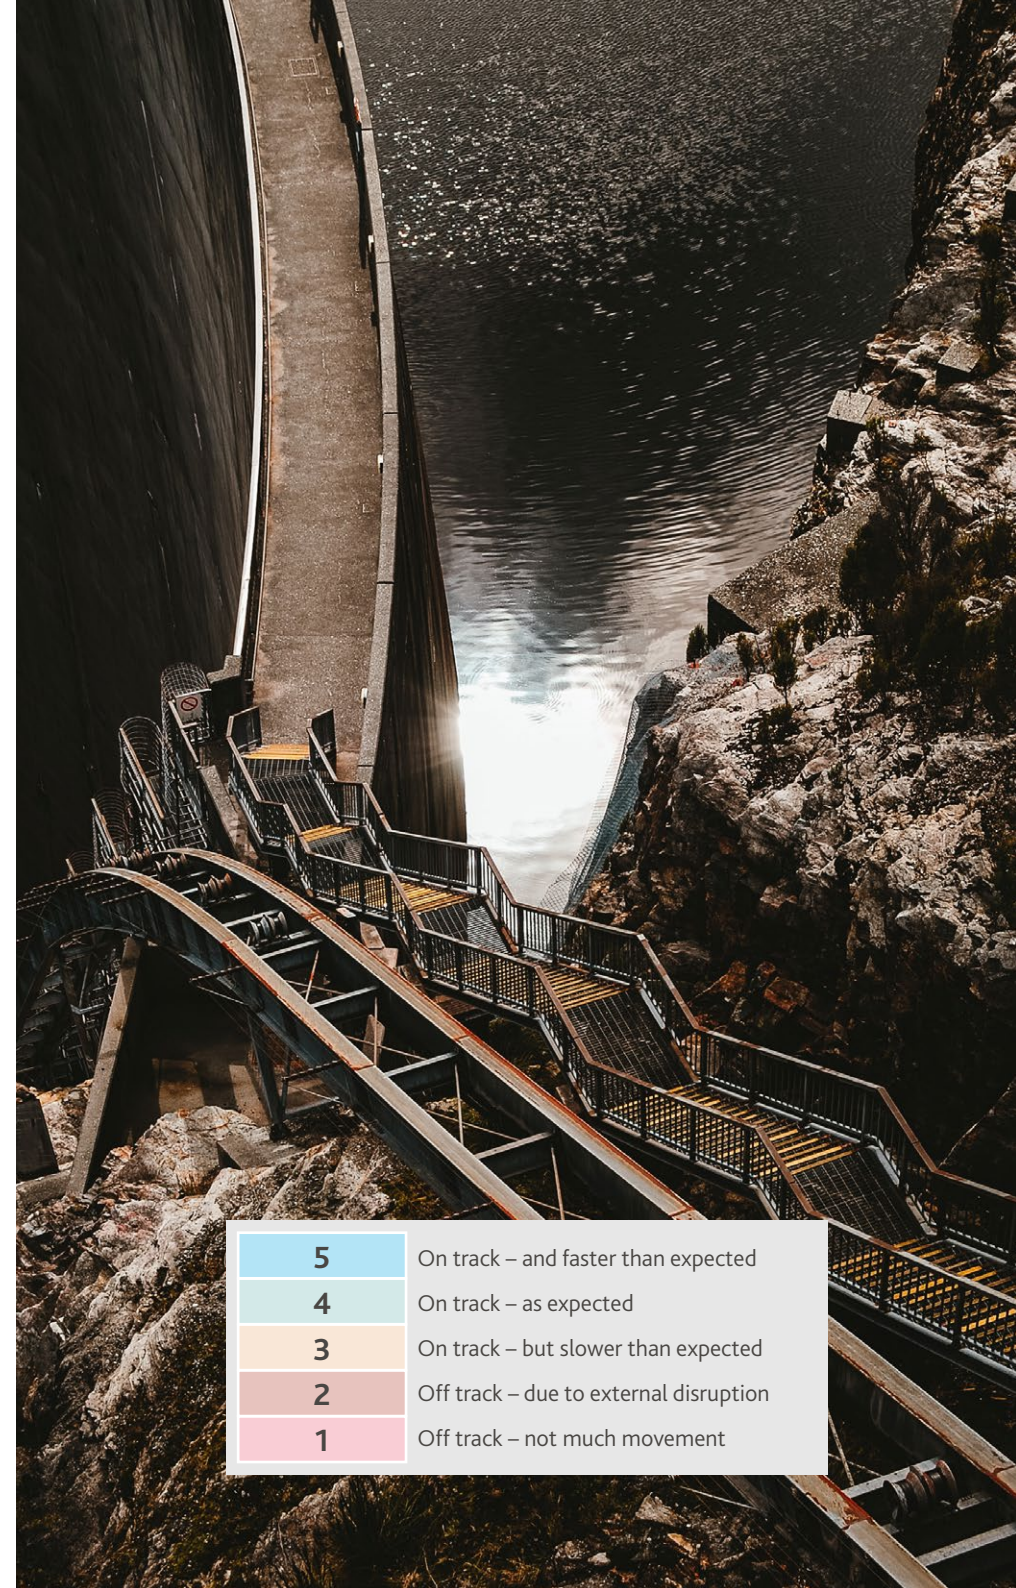 5 On track – and faster than expected
4 On track – as expected
3 On track – but slower than expected
2 Off track – due to external disruption
1 Off track – not much movement